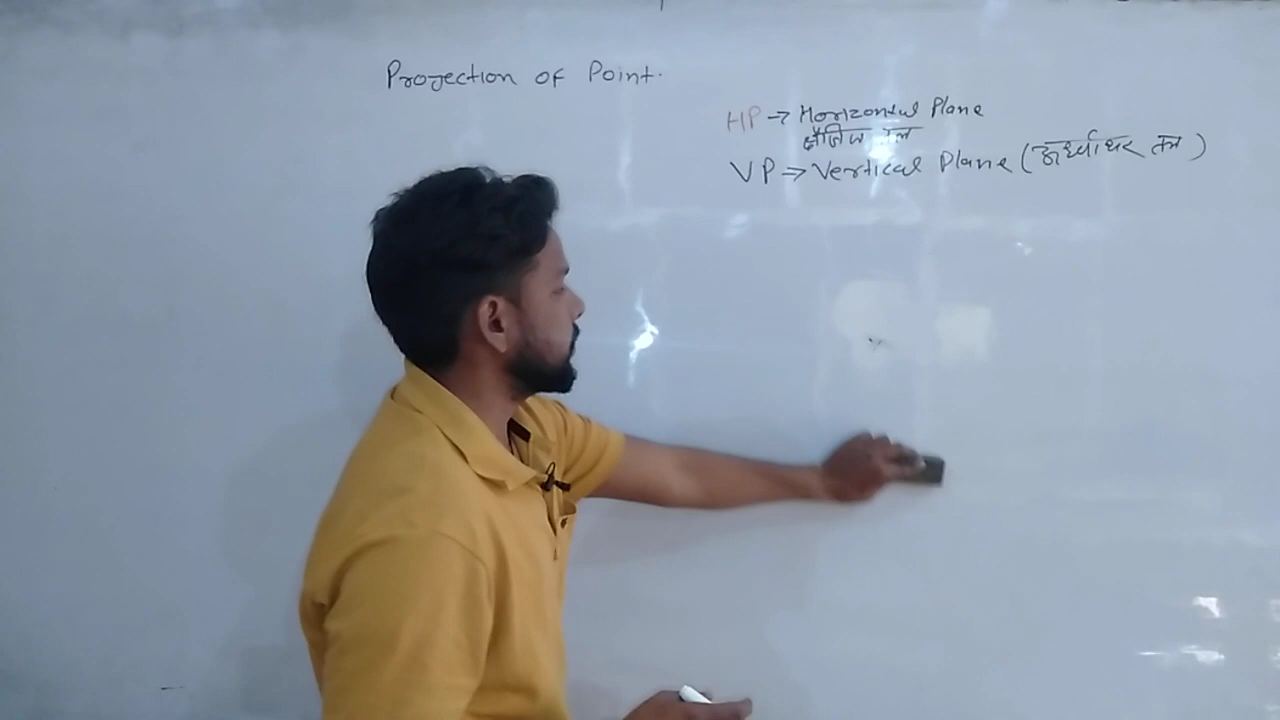 Projection of Point.
HP → Horizontal Plane
क्षैतिज तल
VP → Vertical Plane (ऊर्ध्वाधर तल)